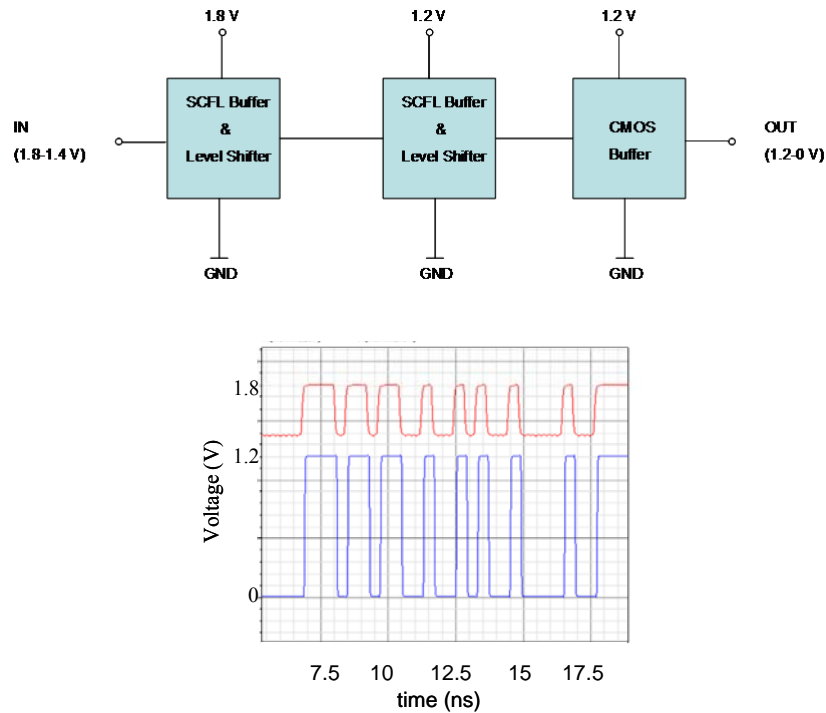 1.8 V
1.2 V
1.2 V
IN
(1.8-1.4 V)
SCFL Buffer
&
Level Shifter
SCFL Buffer
&
Level Shifter
CMOS
Buffer
OUT
(1.2-0 V)
GND
GND
GND
Voltage (V)
1.8
1.2
0
7.5 10 12.5 15 17.5
time (ns)